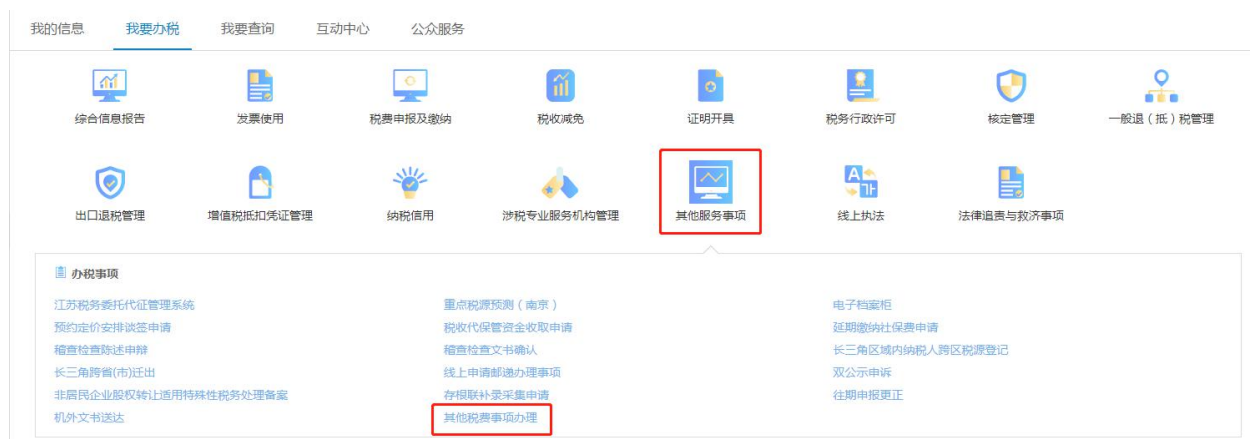 我的信息 我要办税 我要查询 互动中心 公众服务
综合信息报告 发票使用 税费申报及缴纳 税收减免 证明开具 税务行政许可 核定管理 一般退（抵）税管理
出口退税管理 增值税抵扣凭证管理 纳税信用 涉税专业服务机构管理 其他服务事项 线上执法 法律追责与救济事项
办税事项
江苏税务委托代征管理系统 重点税源预测（南京） 电子档案柜
预约定价安排谈签申请 税收代保管资金收取申请 延期缴纳社保费申请
稽查检查陈述申辩 稽查检查文书确认 长三角区域内纳税人跨区税源登记
长三角跨省(市)迁出 线上申请邮递办理事项 双公示申诉
非居民企业股权转让适用特殊性税务处理备案 存根联补录采集申请 往期申报更正
机外文书送达 其他税费事项办理